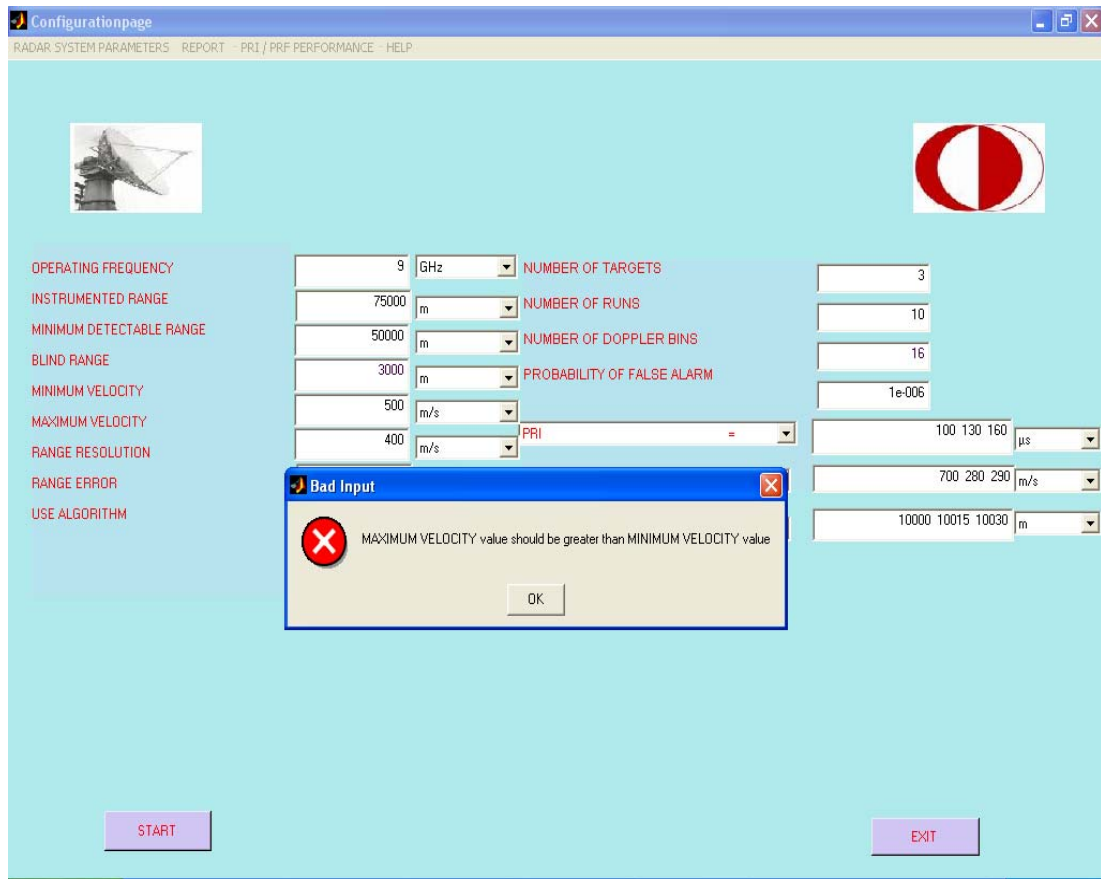 Configurationpage
RADAR SYSTEM PARAMETERS REPORT PRI / PRF PERFORMANCE HELP
OPERATING FREQUENCY 9 GHz NUMBER OF TARGETS 3
INSTRUMENTED RANGE 75000 m NUMBER OF RUNS 10
MINIMUM DETECTABLE RANGE 50000 m NUMBER OF DOPPLER BINS 16
BLIND RANGE 3000 m PROBABILITY OF FALSE ALARM 1e-006
MINIMUM VELOCITY 500 m/s
MAXIMUM VELOCITY 400 m/s PRI = 100 130 160 µs
RANGE RESOLUTION
RANGE ERROR 700 280 290 m/s
USE ALGORITHM 10000 10015 10030 m
Bad Input
MAXIMUM VELOCITY value should be greater than MINIMUM VELOCITY value
OK
START
EXIT